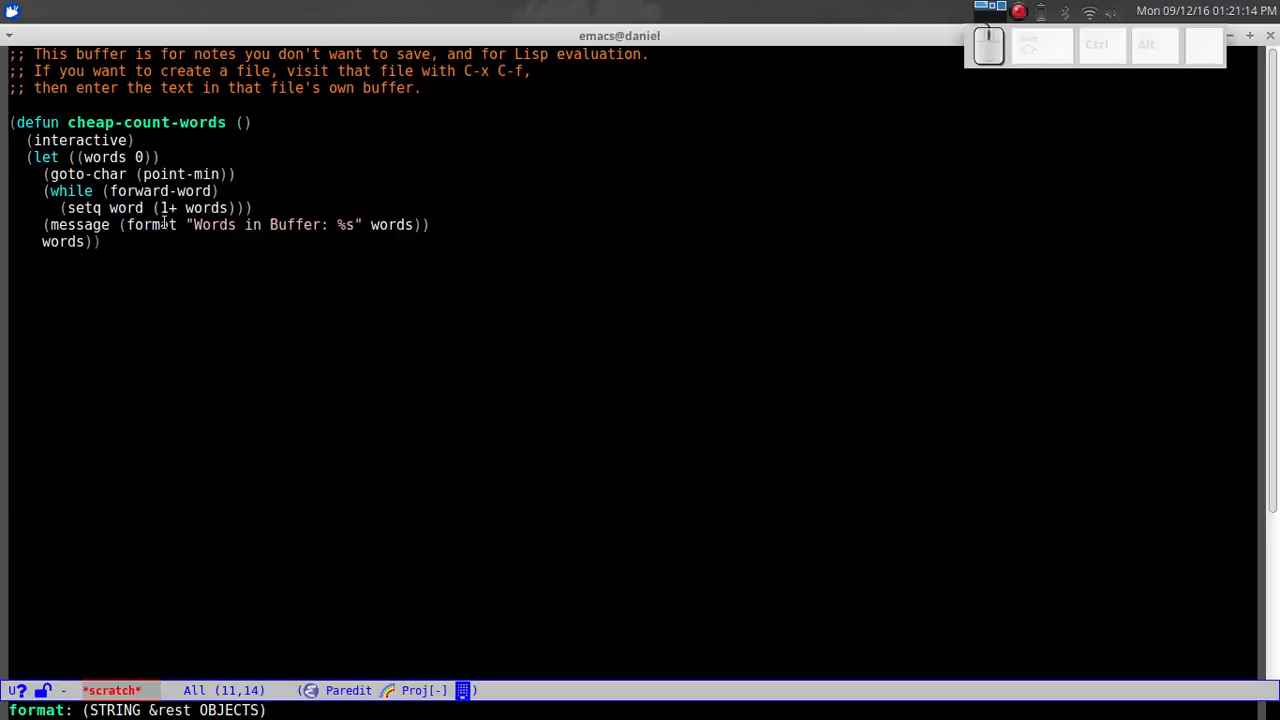 Mon 09/12/16 01:21:14 PM
emacs@daniel
Shift Ctrl Alt
;; This buffer is for notes you don't want to save, and for Lisp evaluation.
;; If you want to create a file, visit that file with C-x C-f,
;; then enter the text in that file's own buffer.
(defun cheap-count-words ()
(interactive)
(let ((words 0))
(goto-char (point-min))
(while (forward-word)
(setq word (1+ words)))
(message (format "Words in Buffer: %s" words))
words))
U? - *scratch* All (11,14) ( Paredit Proj[-] )
format: (STRING &rest OBJECTS)